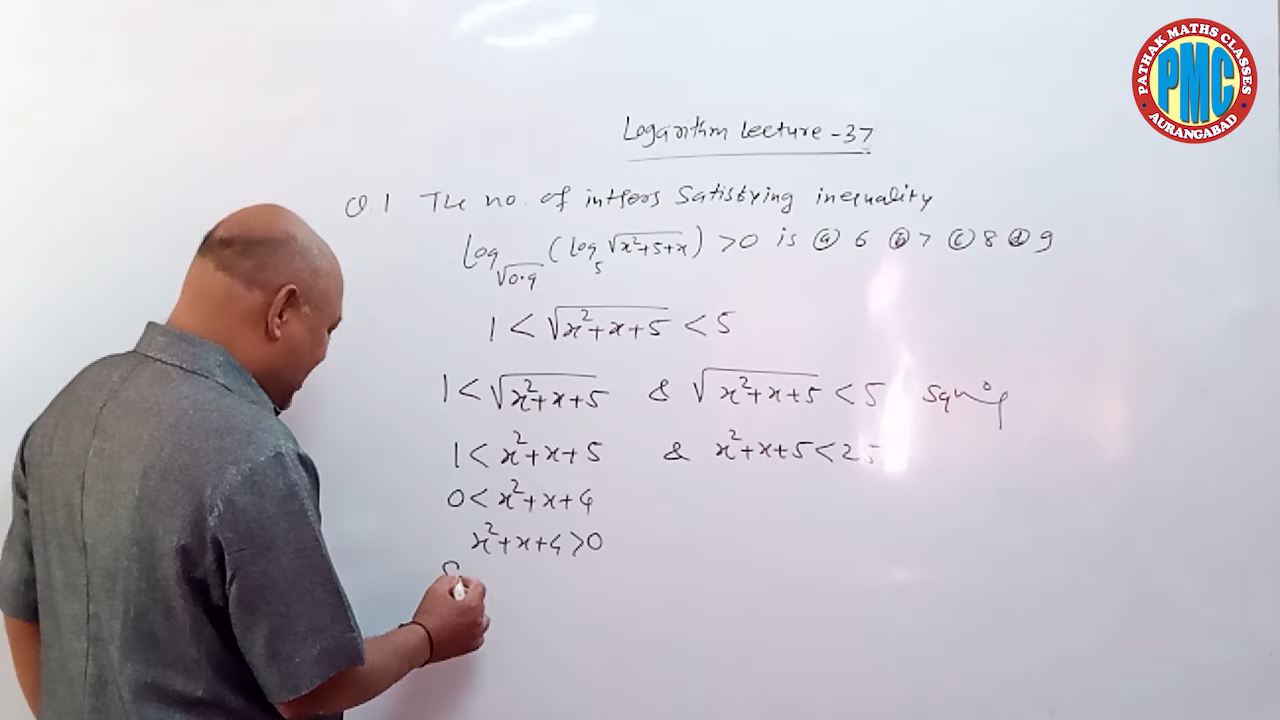 PATHAK MATHS CLASSES
PMC
AURANGABAD
Logarithm Lecture - 37
Q.1 The no. of intgers Satisfying inequality
Log√0.9 (log5 √x²+5+x) >0 is ⓐ 6 ⓑ 7 ⓒ 8 ⓓ 9
1 < √x²+x+5 < 5
1 < √x²+x+5 & √x²+x+5 < 5 Sqring
1 < x²+x+5 & x²+x+5 < 25
0 < x²+x+4
x²+x+4 >0